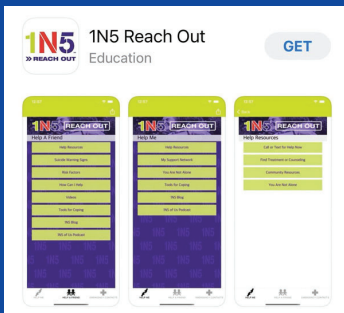 1N5
REACH OUT
1N5 Reach Out
Education
GET
1N5 REACH OUT
Help A Friend
Help Resources
Suicide Warning Signs
Risk Factors
How Can I Help
Videos
Tools for Coping
1N5 Blog
1N5 of Us Podcast
1N5 REACH OUT
Help Me
Help Resources
My Support Network
You Are Not Alone
Tools for Coping
1N5 Blog
1N5 of Us Podcast
1N5 REACH OUT
Help Resources
Call or Text for Help Now
Find Treatment or Counseling
Community Resources
You Are Not Alone